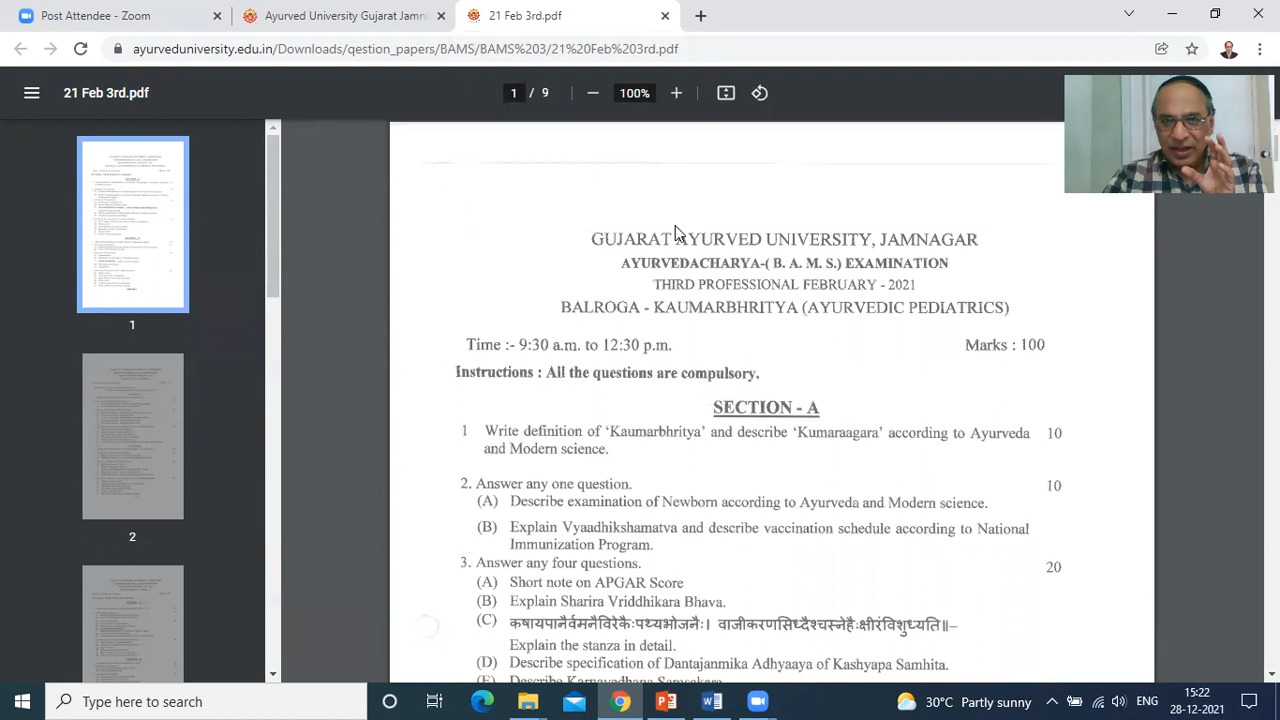 Post Attendee - Zoom
Ayurved University Gujarat Jamn
21 Feb 3rd.pdf
ayurveduniversity.edu.in/Downloads/qestion_papers/BAMS/BAMS%203/21%20Feb%203rd.pdf
21 Feb 3rd.pdf
1 / 9
100%
GUJARAT AYURVED UNIVERSITY, JAMNAGAR
AYURVEDACHARYA-( B. A. M. S. ) EXAMINATION
THIRD PROFESSIONAL FEBRUARY - 2021
BALROGA - KAUMARBHRITYA (AYURVEDIC PEDIATRICS)
Time :- 9:30 a.m. to 12:30 p.m. Marks : 100
Instructions : All the questions are compulsory.
SECTION - A
1 Write definition of ‘Kaumarbhritya’ and describe ‘Kumaraagara’ according to Ayurveda 10
and Modern science.
2. Answer any one question. 10
(A) Describe examination of Newborn according to Ayurveda and Modern science.
(B) Explain Vyaadhikshamatva and describe vaccination schedule according to National
Immunization Program.
3. Answer any four questions. 20
(A) Short note on APGAR Score
(B) Explain Sharira Vriddhikara Bhava.
(C) कषायपानैर्वमनैविरेकैःपथ्यभोजनैः। वाजीकरणसिध्दैश्चस्नेहैःक्षीरंविशुध्यति॥–
Explain the stanza in detail.
(D) Describe specification of Dantajanmika Adhyaya of Kashyapa Samhita.
(E) Describe Karnavedhana Samsakara
1
2
Type here to search
30°C Partly sunny
15:22
28-12-2021